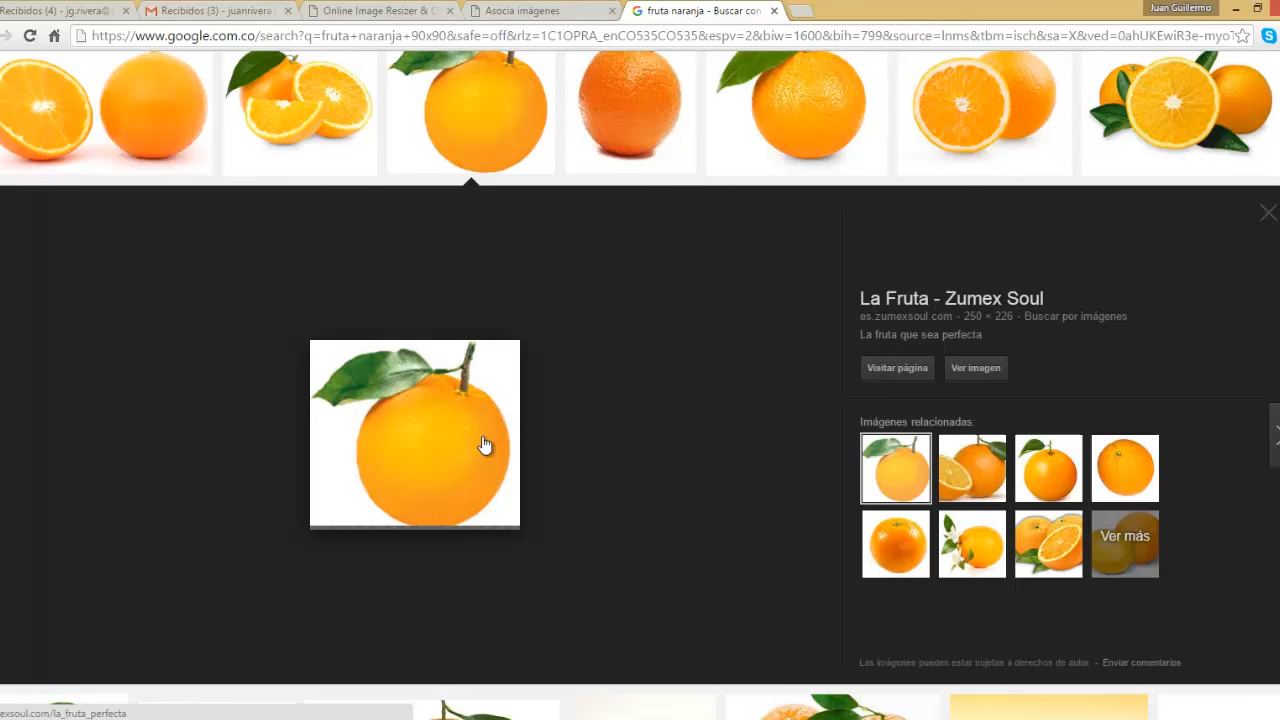 Recibidos (4) - jg.rivera@
Recibidos (3) - juanrivera
Online Image Resizer & C
Asocia imágenes
fruta naranja - Buscar con
Juan Guillermo
https://www.google.com.co/search?q=fruta+naranja+90x90&safe=off&rlz=1C1OPRA_enCO535CO535&espv=2&biw=1600&bih=799&source=lnms&tbm=isch&sa=X&ved=0ahUKEwiR3e-myo
La Fruta - Zumex Soul
es.zumexsoul.com - 250 × 226 - Buscar por imágenes
La fruta que sea perfecta
Visitar página
Ver imagen
Imágenes relacionadas:
Ver más
Las imágenes pueden estar sujetas a derechos de autor. - Enviar comentarios
exsoul.com/la_fruta_perfecta